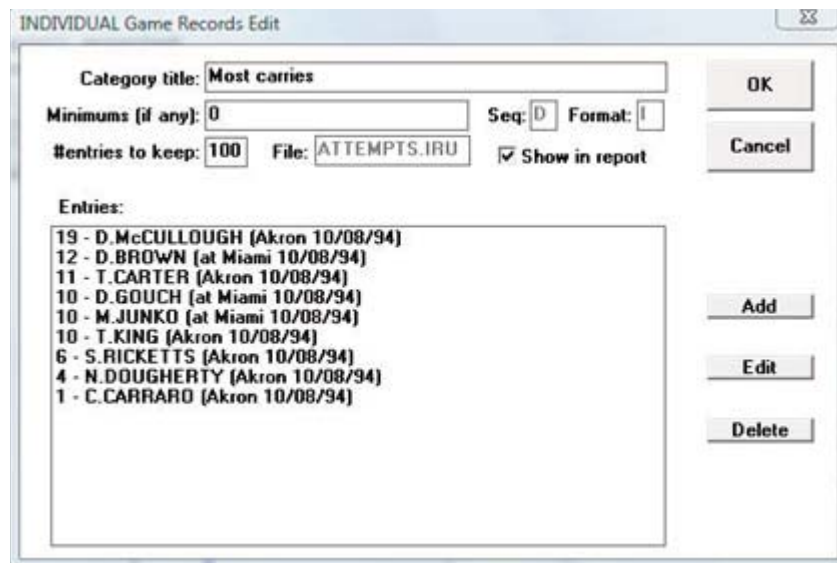 INDIVIDUAL Game Records Edit
Category title: Most carries
OK
Minimums (if any): 0 Seq: D Format: I
#entries to keep: 100 File: ATTEMPTS.IRU Show in report
Cancel
Entries:
19 - D.McCULLOUGH (Akron 10/08/94)
12 - D.BROWN (at Miami 10/08/94)
11 - T.CARTER (Akron 10/08/94)
10 - D.GOUCH (at Miami 10/08/94)
10 - M.JUNKO (at Miami 10/08/94)
10 - T.KING (Akron 10/08/94)
6 - S.RICKETTS (Akron 10/08/94)
4 - N.DOUGHERTY (Akron 10/08/94)
1 - C.CARRARO (Akron 10/08/94)
Add
Edit
Delete